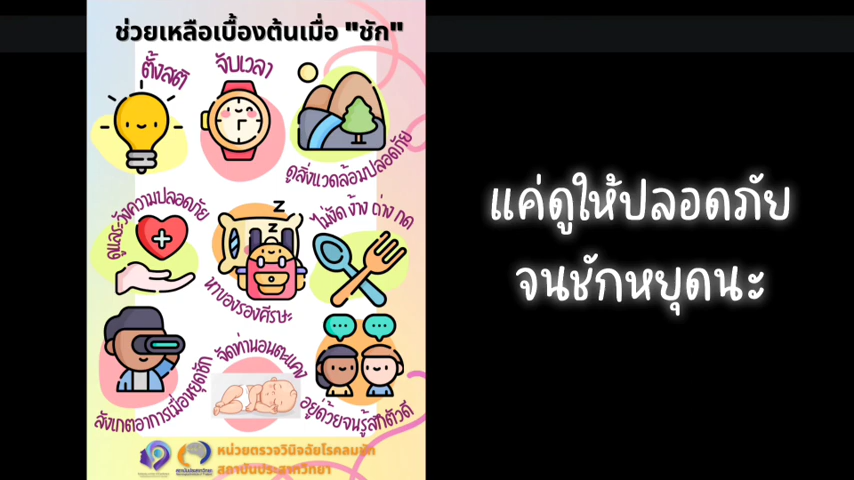 ช่วยเหลือเบื้องต้นเมื่อ "ชัก"
ตั้งสติ
จับเวลา
ดูสิ่งแวดล้อมปลอดภัย
ดูแลระวังความปลอดภัย
หาของรองศีรษะ
ไม่งัด ง้าง ถ่าง กด
สังเกตอาการเมื่อหยุดชัก
จัดท่านอนตะแคง
อยู่ด้วยจนรู้สึกตัวดี
หน่วยตรวจวินิจฉัยโรคลมชัก
สถาบันประสาทวิทยา
แค่ดูให้ปลอดภัย
จนชักหยุดนะ